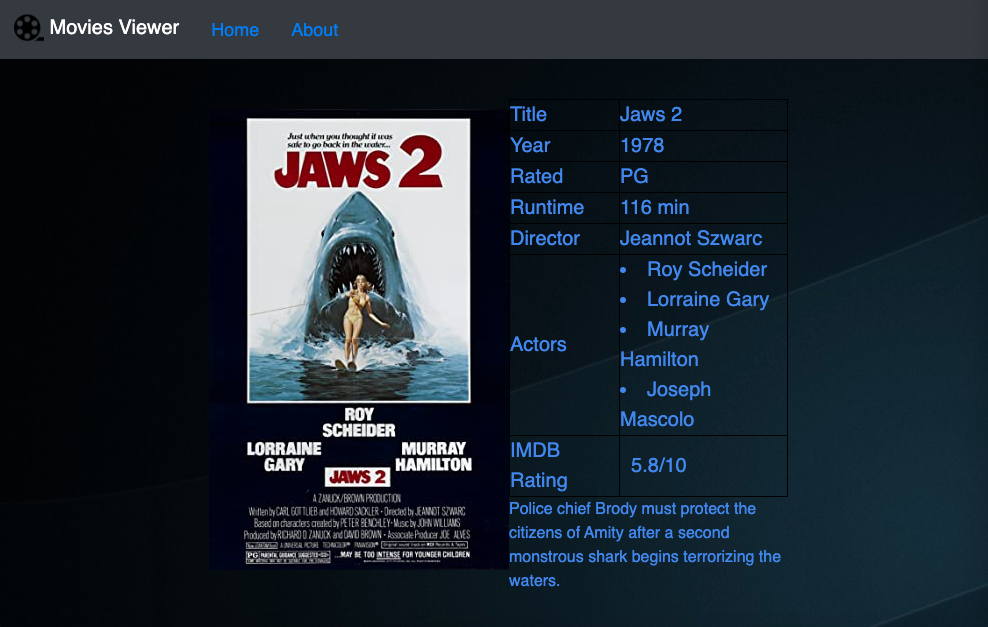 Movies Viewer
Home
About
Just when you thought it was
safe to go back in the water...
JAWS 2
ROY
SCHEIDER
LORRAINE
GARY
MURRAY
HAMILTON
JAWS 2
A ZANUCK/BROWN PRODUCTION
Written by CARL GOTTLIEB and HOWARD SACKLER • Directed by JEANNOT SZWARC
Based on characters created by PETER BENCHLEY • Music by JOHN WILLIAMS
Produced by RICHARD D. ZANUCK and DAVID BROWN • Associate Producer JOE ALVES
A UNIVERSAL PICTURE TECHNICOLOR® PANAVISION®
PG PARENTAL GUIDANCE SUGGESTED
...MAY BE TOO INTENSE FOR YOUNGER CHILDREN
Title
Jaws 2
Year
1978
Rated
PG
Runtime
116 min
Director
Jeannot Szwarc
Actors
• Roy Scheider
• Lorraine Gary
• Murray
Hamilton
• Joseph
Mascolo
IMDB
Rating
5.8/10
Police chief Brody must protect the
citizens of Amity after a second
monstrous shark begins terrorizing the
waters.